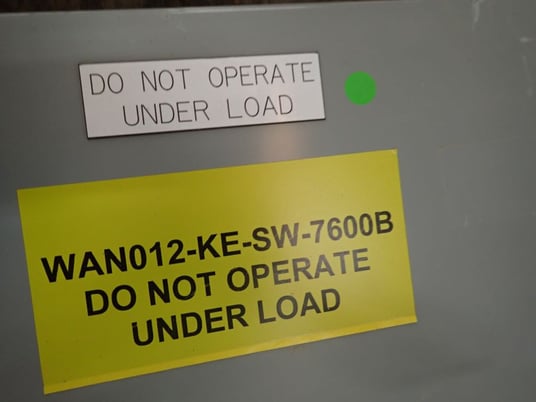 DO NOT OPERATE
UNDER LOAD
WAN012-KE-SW-7600B
DO NOT OPERATE
UNDER LOAD